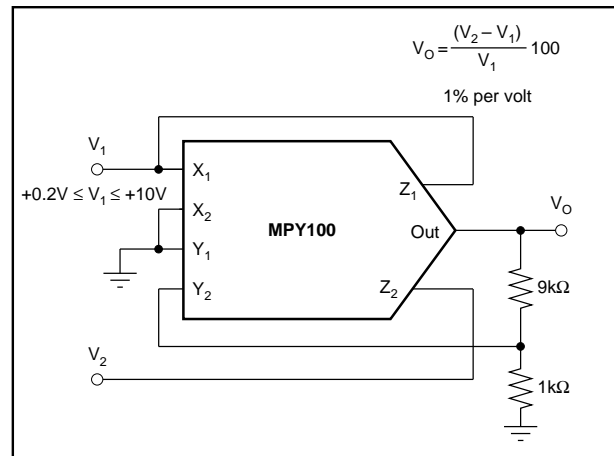 V_O = (V_2 – V_1) / V_1 100
1% per volt
V_1
+0.2V ≤ V_1 ≤ +10V
X_1
X_2
Y_1
Y_2
MPY100
Z_1
Out
Z_2
V_O
9kΩ
1kΩ
V_2